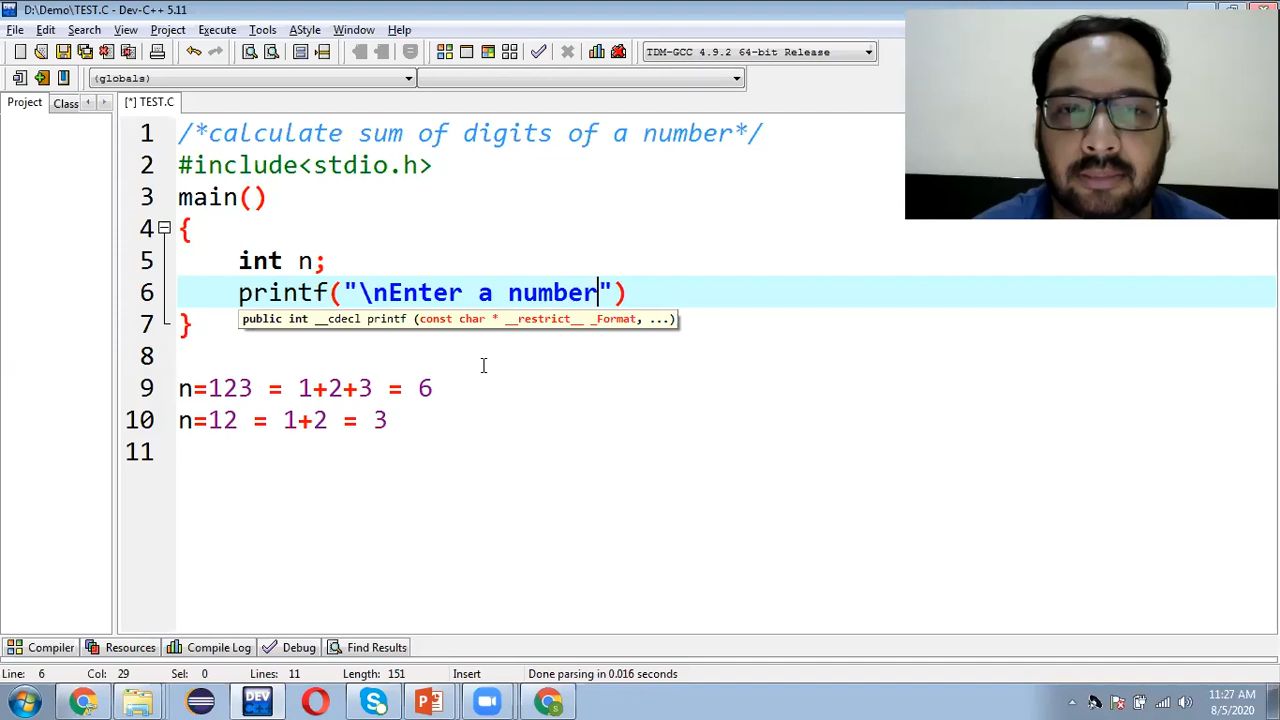 D:\Demo\TEST.C - Dev-C++ 5.11
File Edit Search View Project Execute Tools AStyle Window Help
TDM-GCC 4.9.2 64-bit Release
(globals)
Project Class [*] TEST.C
1 /*calculate sum of digits of a number*/
2 #include<stdio.h>
3 main()
4 {
5 int n;
6 printf("\nEnter a number")
public int __cdecl printf (const char * __restrict__ _Format, ...)
7 }
8
9 n=123 = 1+2+3 = 6
10 n=12 = 1+2 = 3
11
Compiler Resources Compile Log Debug Find Results
Line: 6 Col: 29 Sel: 0 Lines: 11 Length: 151 Insert Done parsing in 0.016 seconds
DEV C++
11:27 AM
8/5/2020